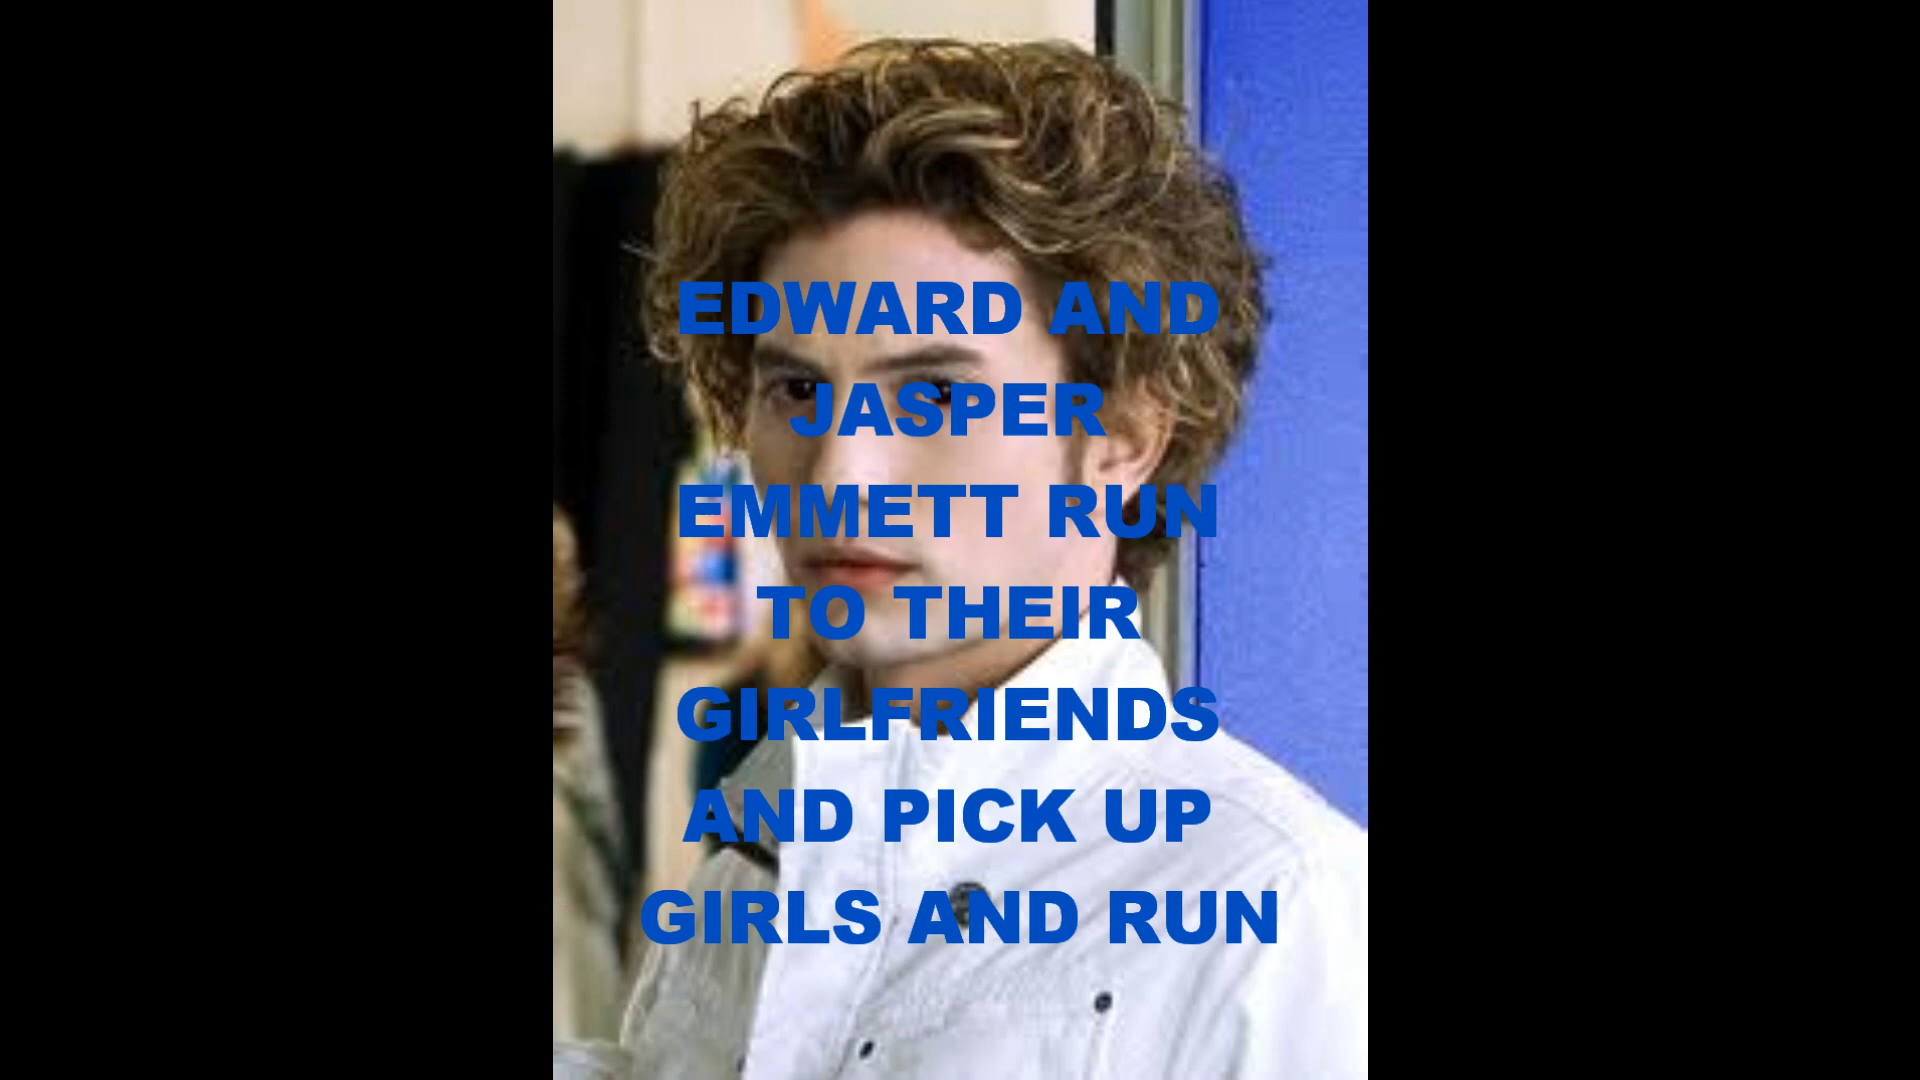 EDWARD AND
JASPER
EMMETT RUN
TO THEIR
GIRLFRIENDS
AND PICK UP
GIRLS AND RUN